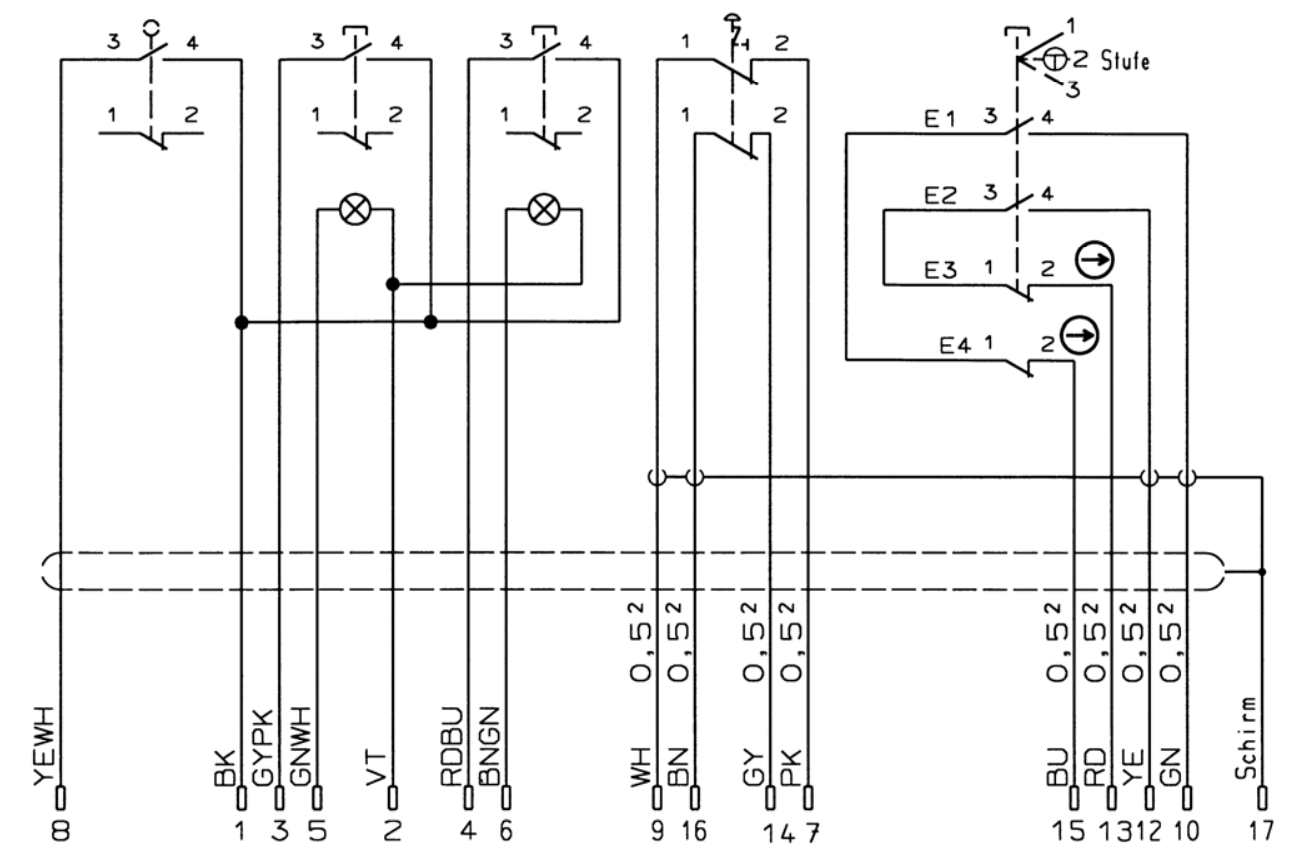 3 4 3 4 3 4 1 2 1
T 2 Stufe
3
1 2 1 2 1 2 1 2 E1 3 4
E2 3 4
E3 1 2
E4 1 2
0,5² 0,5² 0,5² 0,5² 0,5² 0,5² 0,5² 0,5²
YEWH BK GYPK GNWH VT RDBU BNGN WH BN GY PK BU RD YE GN Schirm
8 1 3 5 2 4 6 9 16 14 7 15 13 12 10 17